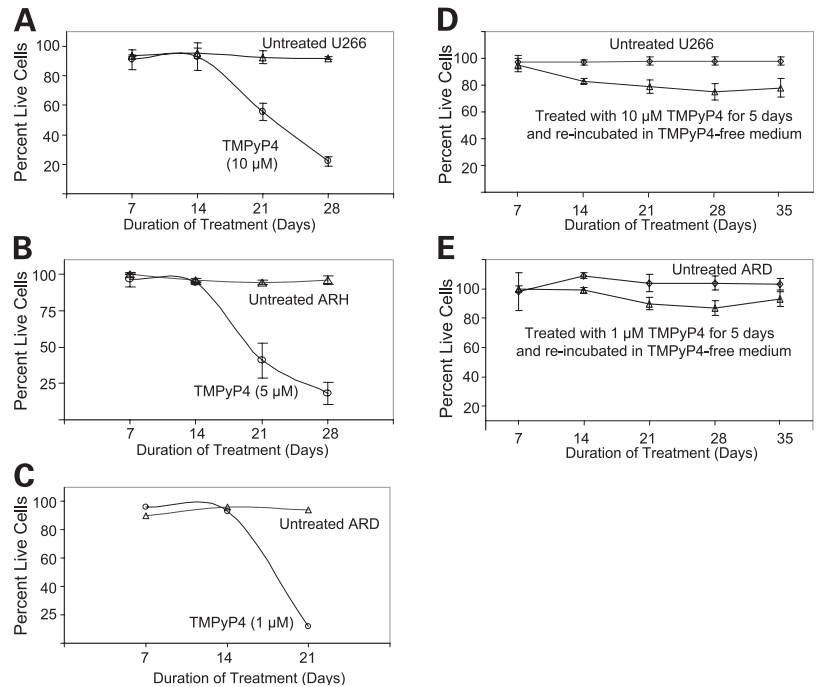 A
Percent Live Cells
100
80
60
40
20
Untreated U266
TMPyP4
(10 µM)
7 14 21 28
Duration of Treatment (Days)
B
Percent Live Cells
100
75
50
25
Untreated ARH
TMPyP4 (5 µM)
7 14 21 28
Duration of Treatment (Days)
C
Percent Live Cells
100
80
60
40
25
Untreated ARD
TMPyP4 (1 µM)
7 14 21
Duration of Treatment (Days)
D
Percent Live Cells
100
80
60
40
20
Untreated U266
Treated with 10 µM TMPyP4 for 5 days
and re-incubated in TMPyP4-free medium
7 14 21 28 35
Duration of Treatment (Days)
E
Percent Live Cells
100
80
60
40
20
Untreated ARD
Treated with 1 µM TMPyP4 for 5 days
and re-incubated in TMPyP4-free medium
7 14 21 28 35
Duration of Treatment (Days)